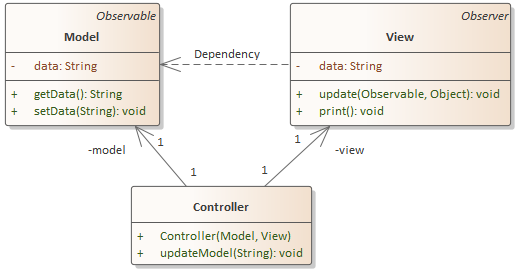 Observable
Model
- data: String
+ getData(): String
+ setData(String): void
Dependency
Observer
View
- data: String
+ update(Observable, Object): void
+ print(): void
1
-model
1
1
-view
1
Controller
+ Controller(Model, View)
+ updateModel(String): void